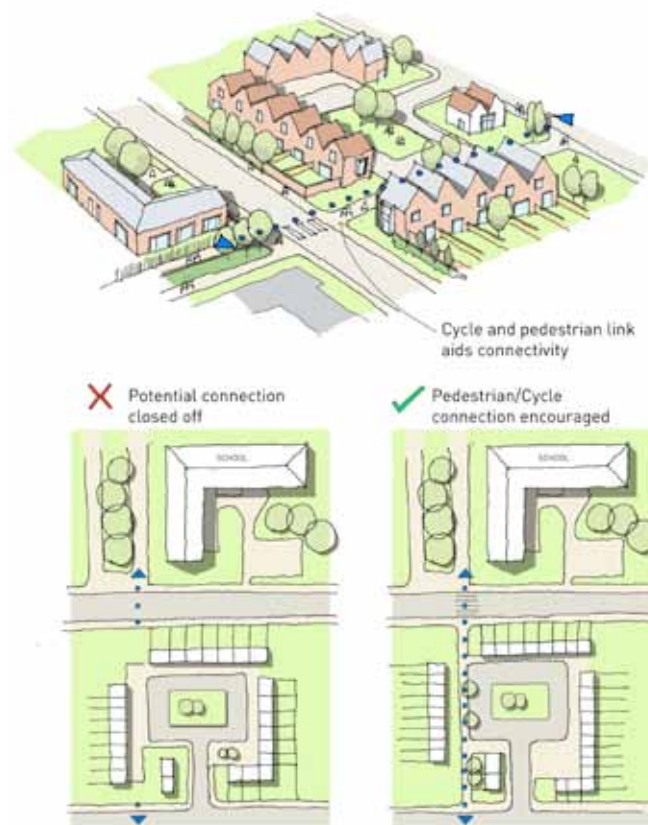 Cycle and pedestrian link
aids connectivity
Potential connection
closed off
Pedestrian/Cycle
connection encouraged
SCHOOL
SCHOOL